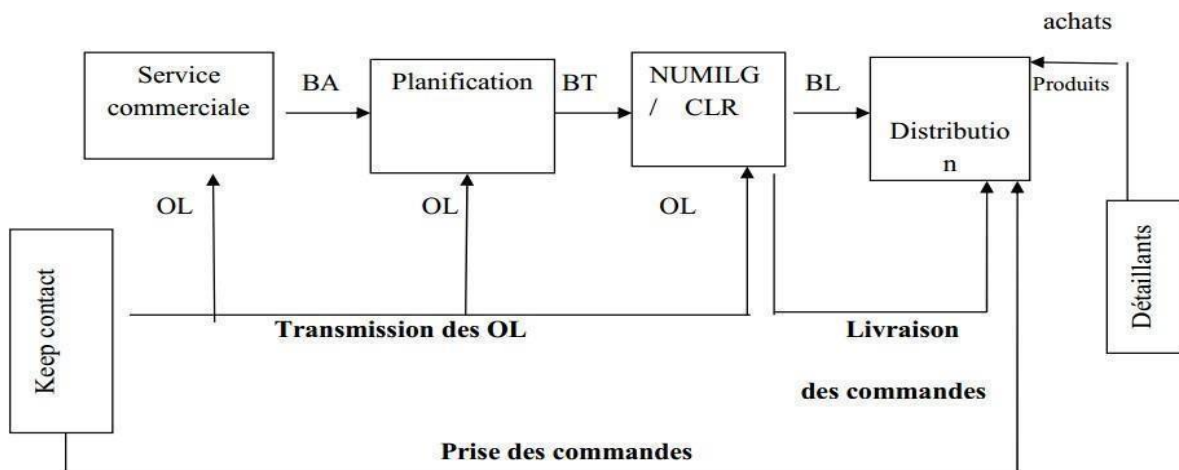 achats
Service
commerciale
BA
Planification
BT
NUMILG
/ CLR
BL
Produits
Distributio
n
OL
OL
OL
Keep contact
Détaillants
Transmission des OL
Livraison
des commandes
Prise des commandes